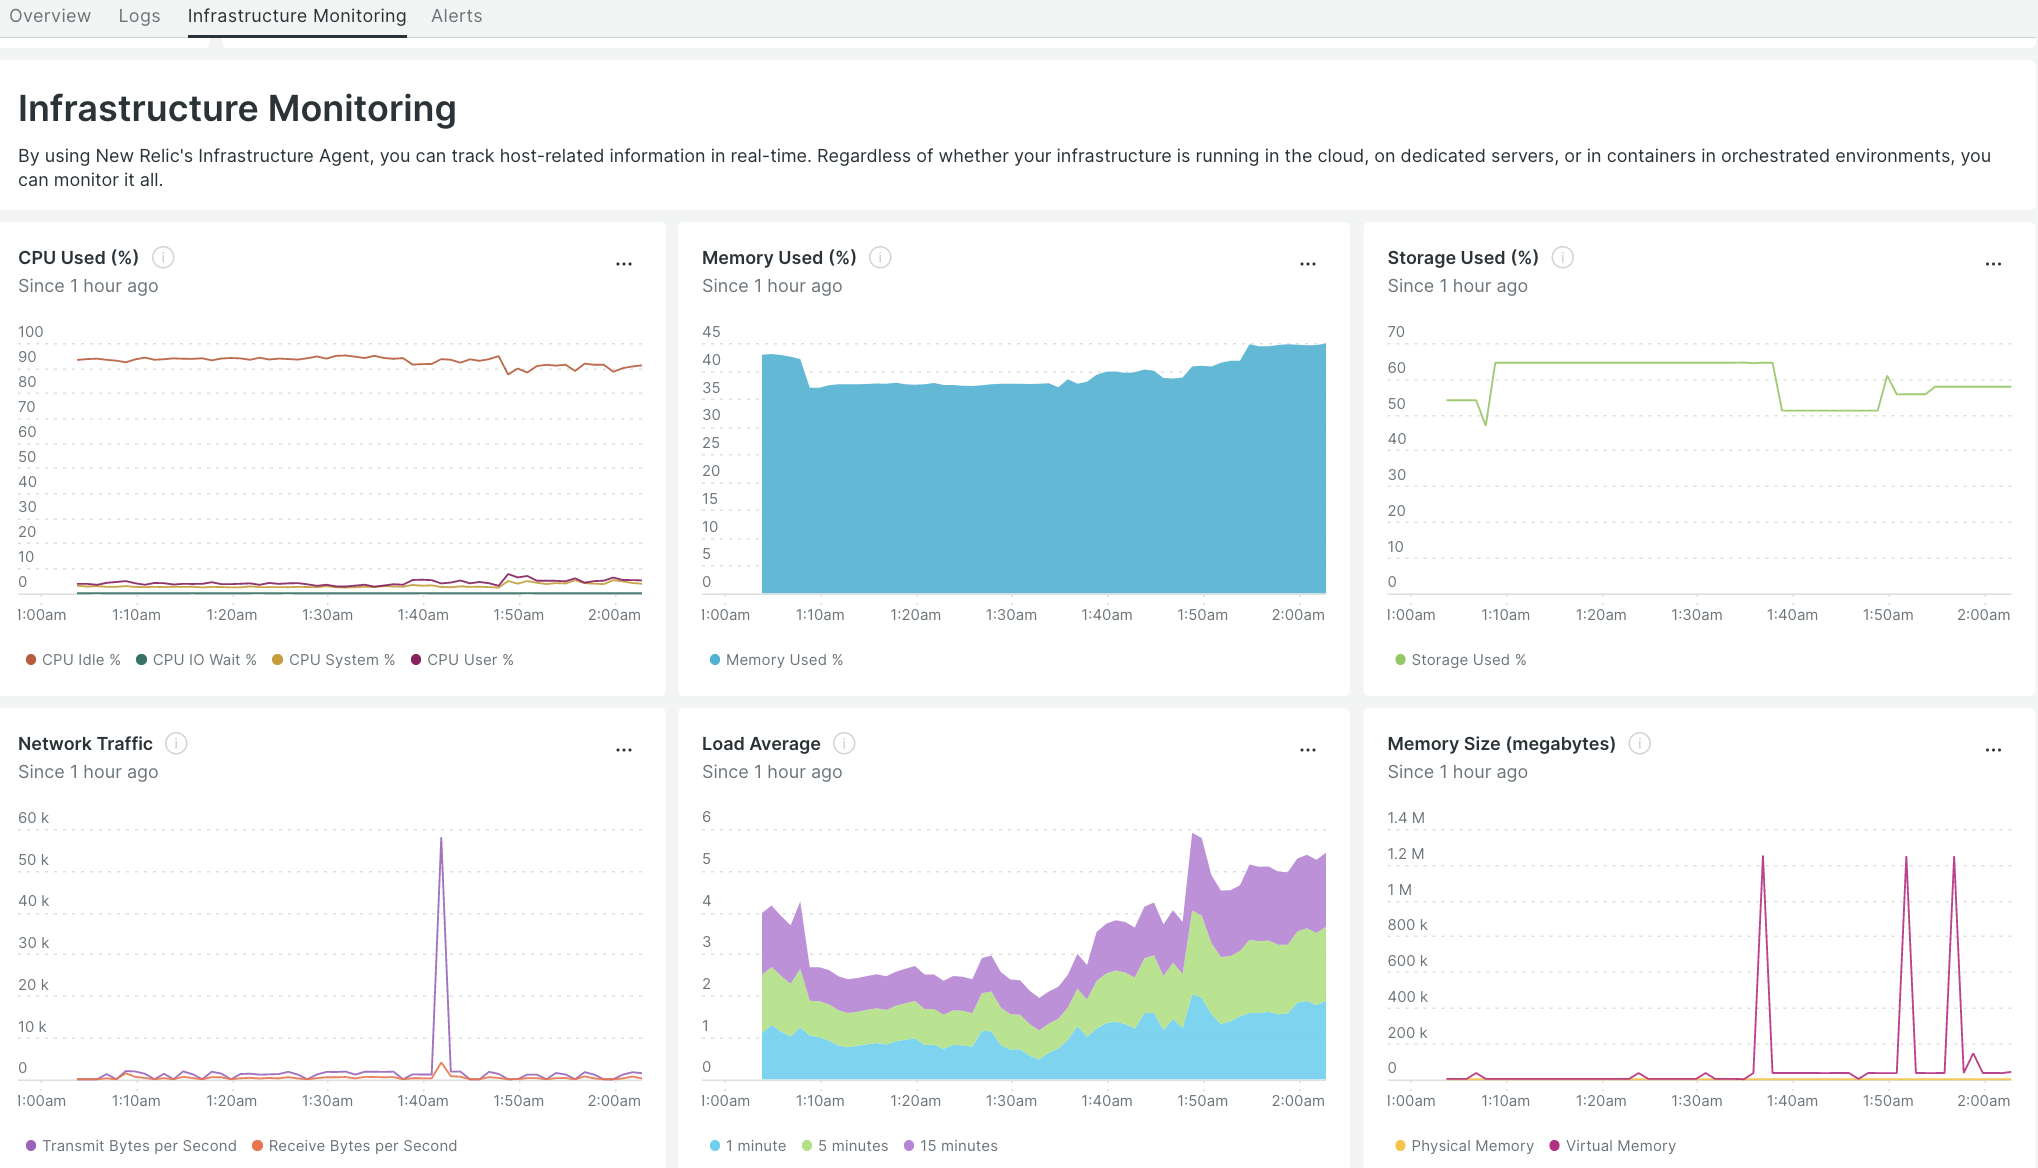 Overview Logs Infrastructure Monitoring Alerts
Infrastructure Monitoring
By using New Relic's Infrastructure Agent, you can track host-related information in real-time. Regardless of whether your infrastructure is running in the cloud, on dedicated servers, or in containers in orchestrated environments, you
can monitor it all.
CPU Used (%)
Since 1 hour ago
100
90
80
70
60
50
40
30
20
10
0
1:00am 1:10am 1:20am 1:30am 1:40am 1:50am 2:00am
CPU Idle % CPU IO Wait % CPU System % CPU User %
Memory Used (%)
Since 1 hour ago
45
40
35
30
25
20
15
10
5
0
1:00am 1:10am 1:20am 1:30am 1:40am 1:50am 2:00am
Memory Used %
Storage Used (%)
Since 1 hour ago
70
60
50
40
30
20
10
0
1:00am 1:10am 1:20am 1:30am 1:40am 1:50am 2:00am
Storage Used %
Network Traffic
Since 1 hour ago
60 k
50 k
40 k
30 k
20 k
10 k
0
1:00am 1:10am 1:20am 1:30am 1:40am 1:50am 2:00am
Transmit Bytes per Second Receive Bytes per Second
Load Average
Since 1 hour ago
6
5
4
3
2
1
0
1:00am 1:10am 1:20am 1:30am 1:40am 1:50am 2:00am
1 minute 5 minutes 15 minutes
Memory Size (megabytes)
Since 1 hour ago
1.4 M
1.2 M
1 M
800 k
600 k
400 k
200 k
0
1:00am 1:10am 1:20am 1:30am 1:40am 1:50am 2:00am
Physical Memory Virtual Memory